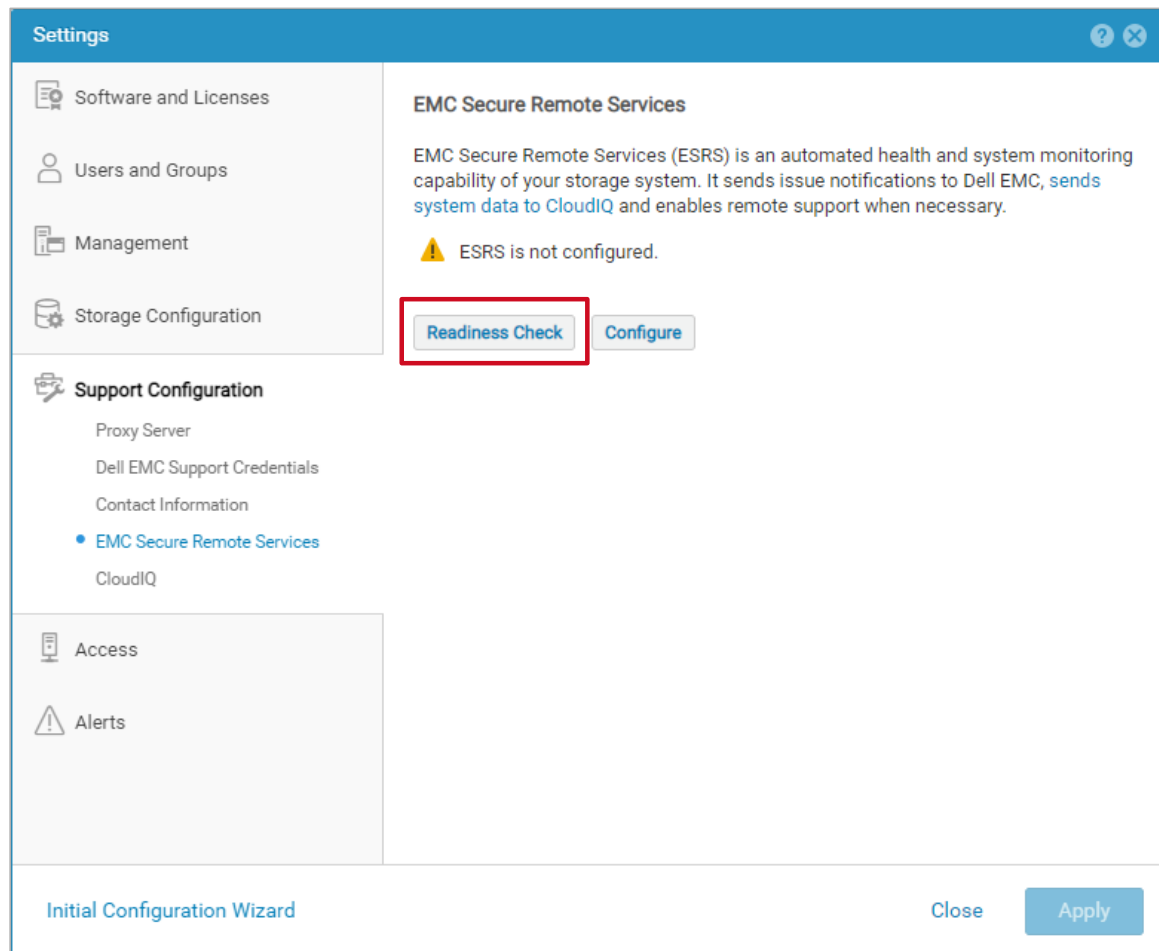 Settings
Software and Licenses
Users and Groups
Management
Storage Configuration
Support Configuration
Proxy Server
Dell EMC Support Credentials
Contact Information
EMC Secure Remote Services
CloudIQ
Access
Alerts
EMC Secure Remote Services
EMC Secure Remote Services (ESRS) is an automated health and system monitoring
capability of your storage system. It sends issue notifications to Dell EMC, sends
system data to CloudIQ and enables remote support when necessary.
ESRS is not configured.
Readiness Check Configure
Initial Configuration Wizard
Close Apply